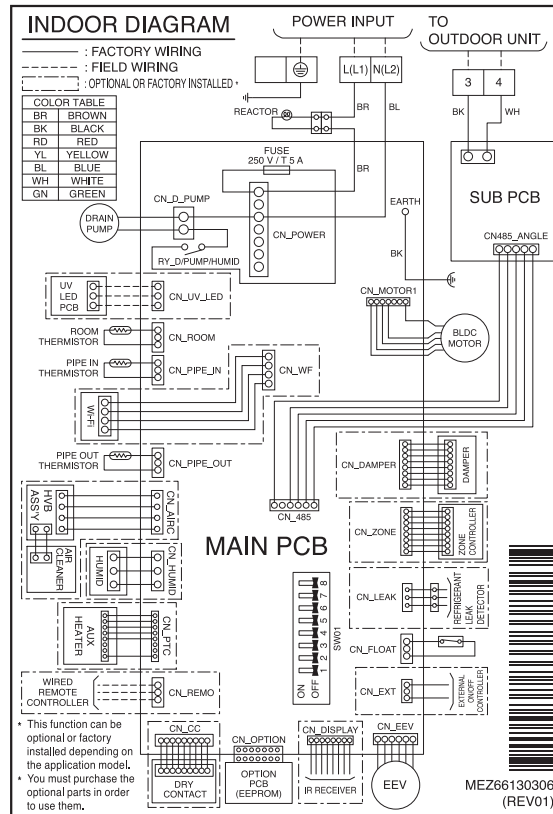 INDOOR DIAGRAM
: FACTORY WIRING
: FIELD WIRING
: OPTIONAL OR FACTORY INSTALLED *
COLOR TABLE
BR BROWN
BK BLACK
RD RED
YL YELLOW
BL BLUE
WH WHITE
GN GREEN
POWER INPUT
L(L1) N(L2)
TO
OUTDOOR UNIT
3 4
BK WH
REACTOR
BR BL
FUSE
250 V / T 5 A
BR
SUB PCB
CN485_ANGLE
CN_D_PUMP
DRAIN
PUMP
CN_POWER
RY_D/PUMP/HUMID
EARTH
BK
CN_MOTOR1
BLDC
MOTOR
UV
LED
PCB
CN_UV_LED
ROOM
THERMISTOR
CN_ROOM
PIPE IN
THERMISTOR
CN_PIPE_IN
CN_WF
Wi-Fi
PIPE OUT
THERMISTOR
CN_PIPE_OUT
CN_485
CN_DAMPER
DAMPER
HVB
ASSY
CN_AIRC
AIR
CLEANER
HUMID
CN_HUMID
MAIN PCB
CN_ZONE
ZONE
CONTROLLER
CN_LEAK
REFRIGERANT
LEAK
DETECTOR
AUX
HEATER
CN_PTC
8
7
6
5
4
3
2
1
SW01
ON
OFF
CN_FLOAT
CN_EXT
EXTERNAL
ON/OFF
CONTROLLER
WIRED
REMOTE
CONTROLLER
CN_REMO
* This function can be
optional or factory
installed depending on
the application model.
* You must purchase the
optional parts in order
to use them.
CN_CC
DRY
CONTACT
CN_OPTION
OPTION
PCB
(EEPROM)
CN_DISPLAY
IR RECEIVER
CN_EEV
EEV
MEZ66130306
(REV01)